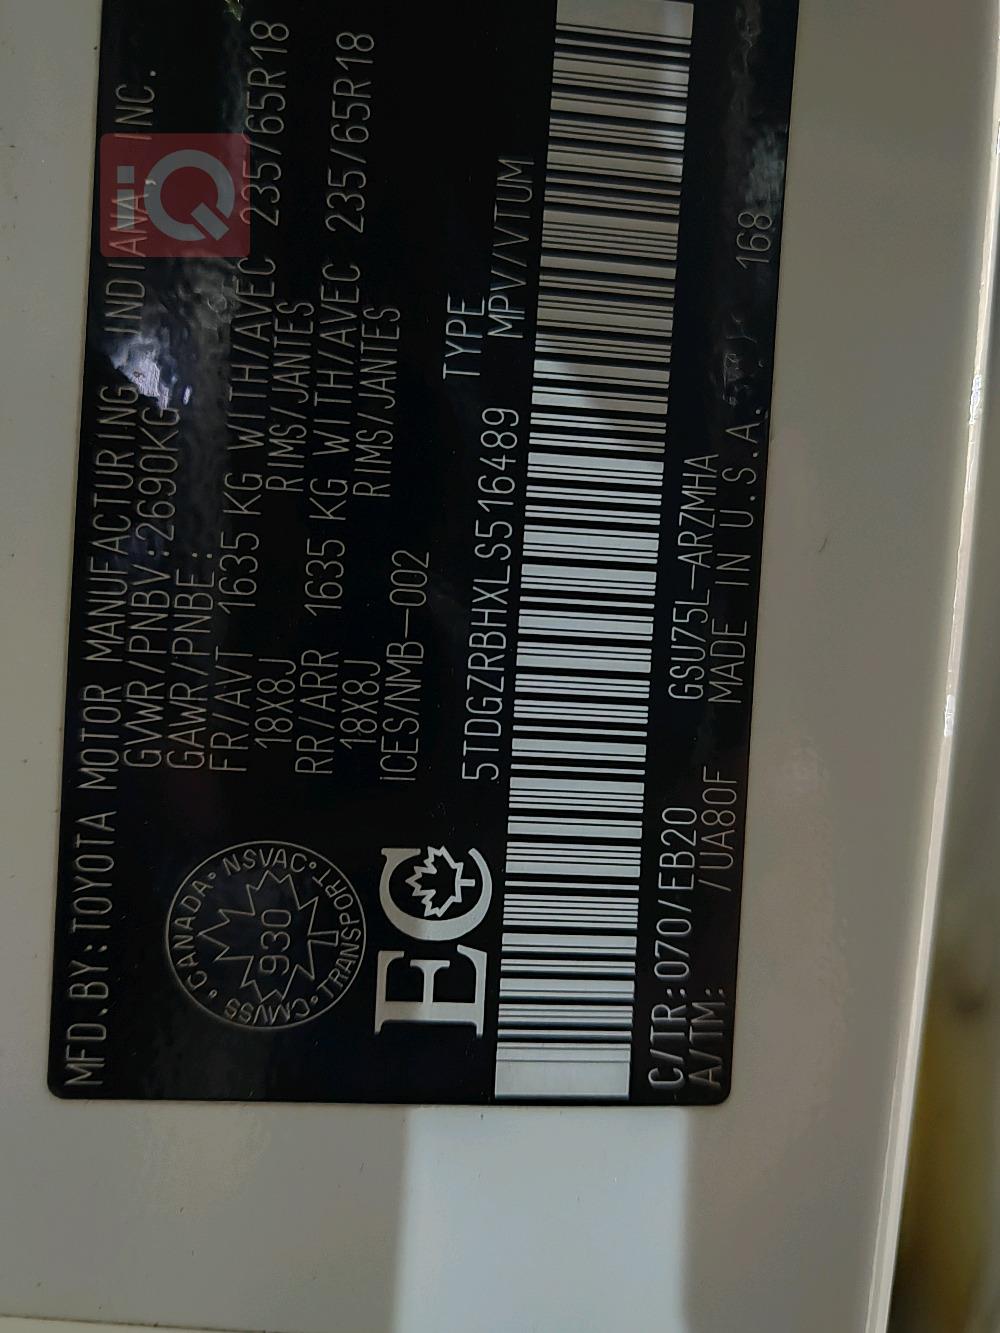 MFD.BY:TOYOTA MOTOR MANUFACTURING, INDIANA, INC.
GVWR/PNBV:2690KG
GAWR/PNBE:
FR/AVT 1635 KG WITH/AVEC 235/65R18
18X8J RIMS/JANTES
RR/ARR 1635 KG WITH/AVEC 235/65R18
18X8J RIMS/JANTES
iCES/NMB-002
CANADA · NSVAC · TRANSPORT · CMVSS
930
EC
TYPE
5TDGZRBHXLS516489 MPV/VTUM
C/TR:070/EB20 GSU75L-ARZMHA
A/TM: /UA80F MADE IN U.S.A. 168
iQ